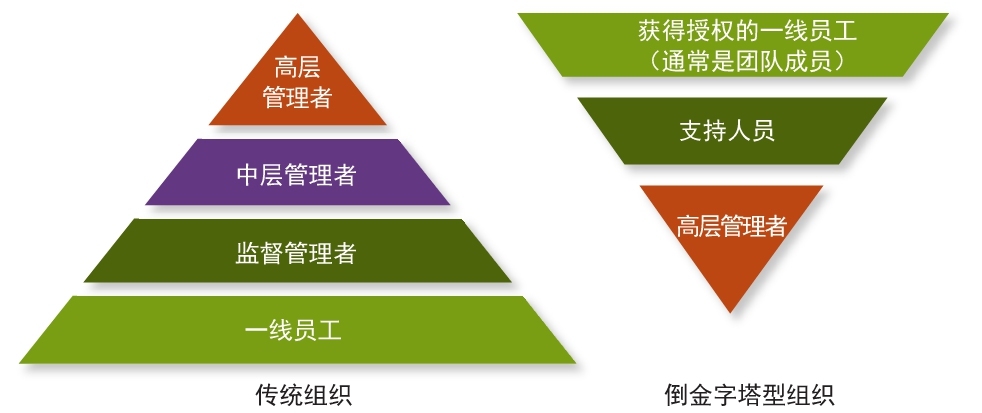 高层
管理者
中层管理者
监督管理者
一线员工
传统组织
获得授权的一线员工
（通常是团队成员）
支持人员
高层管理者
倒金字塔型组织